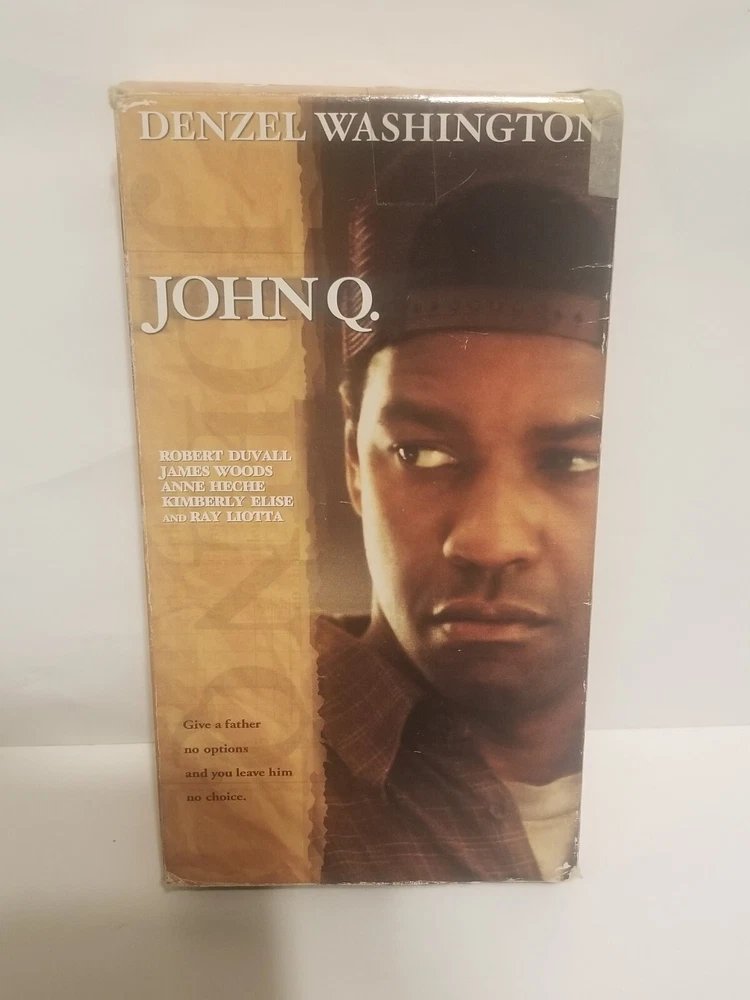 DENZEL WASHINGTON
JOHN Q.
ROBERT DUVALL
JAMES WOODS
ANNE HECHE
KIMBERLY ELISE
AND RAY LIOTTA
Give a father
no options
and you leave him
no choice.
JOHN Q